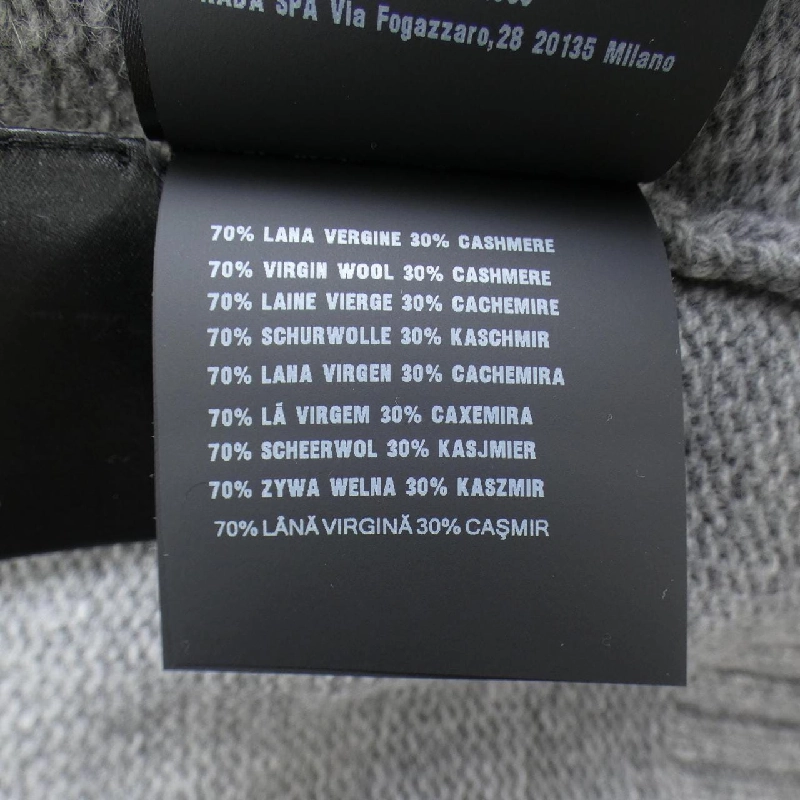 RADA SPA Via Fogazzaro,28 20135 Milano
70% LANA VERGINE 30% CASHMERE
70% VIRGIN WOOL 30% CASHMERE
70% LAINE VIERGE 30% CACHEMIRE
70% SCHURWOLLE 30% KASCHMIR
70% LANA VIRGEN 30% CACHEMIRA
70% LÃ VIRGEM 30% CAXEMIRA
70% SCHEERWOL 30% KASJMIER
70% ZYWA WELNA 30% KASZMIR
70% LÂNĂ VIRGINĂ 30% CAŞMIR